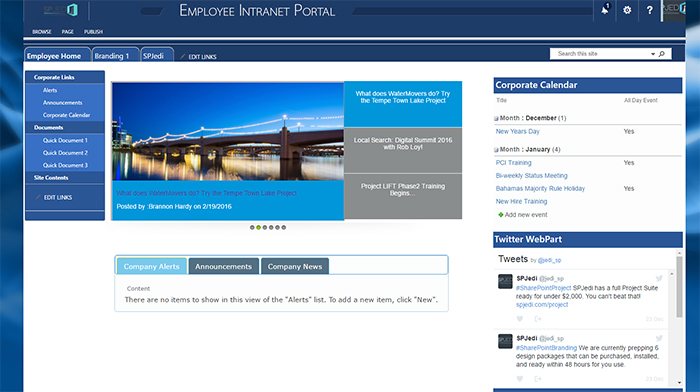 SPJEDI
EMPLOYEE INTRANET PORTAL
1
?
SPJEDI
BROWSE
PAGE
PUBLISH
Employee Home
Branding 1
SPJedi
EDIT LINKS
Search this site
Corporate Links
Alerts
Announcements
Corporate Calendar
Documents
Quick Document 1
Quick Document 2
Quick Document 3
Site Contents
EDIT LINKS
What does WaterMovers do? Try the Tempe Town Lake Project
Posted by :Brannon Hardy on 2/19/2016
What does WaterMovers do? Try
the Tempe Town Lake Project
Local Search: Digital Summit 2016
with Rob Loy!
Project LIFT Phase2 Training
Begins...
Company Alerts
Announcements
Company News
Content
There are no items to show in this view of the "Alerts" list. To add a new item, click "New".
Corporate Calendar
Title All Day Event
Month : December (1)
New Years Day Yes
Month : January (4)
PCI Training Yes
Bi-weekly Status Meeting
Bahamas Majority Rule Holiday Yes
New Hire Training
Add new event
Twitter WebPart
Tweets by @jedi_sp
SPJedi @jedi_sp
#SharePointProject SPJedi has a full Project Suite
ready for under $2,000. You can't beat that!
spjedi.com/project
23 Dec
SPJedi @jedi_sp
#SharePointBranding We are currently prepping 6
design packages that can be purchased, installed,
and ready within 48 hours for you use.
21 Dec